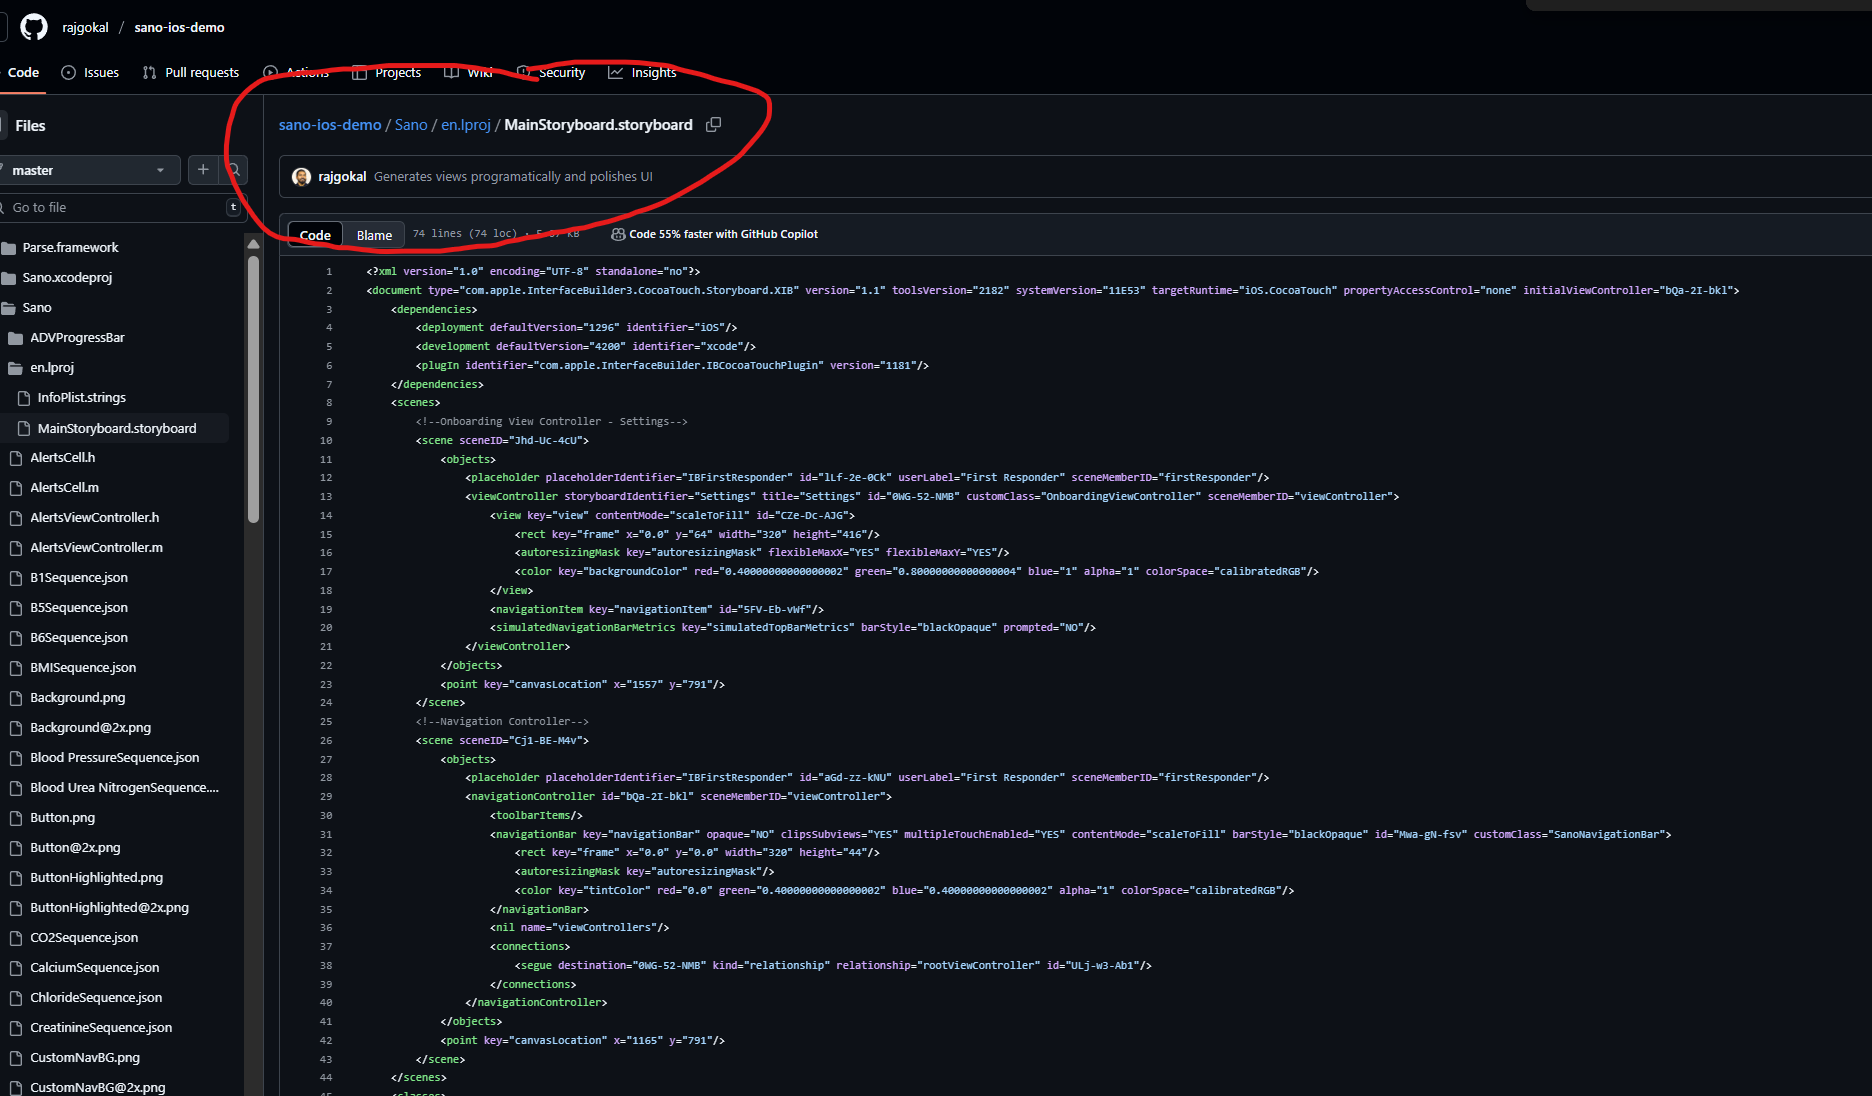 rajgokal / sano-ios-demo
Code Issues Pull requests Actions Projects Wiki Security Insights
Files
master
Go to file t
Parse.framework
Sano.xcodeproj
Sano
ADVProgressBar
en.lproj
InfoPlist.strings
MainStoryboard.storyboard
AlertsCell.h
AlertsCell.m
AlertsViewController.h
AlertsViewController.m
B1Sequence.json
B5Sequence.json
B6Sequence.json
BMISequence.json
Background.png
Background@2x.png
Blood PressureSequence.json
Blood Urea NitrogenSequence....
Button.png
Button@2x.png
ButtonHighlighted.png
ButtonHighlighted@2x.png
CO2Sequence.json
CalciumSequence.json
ChlorideSequence.json
CreatinineSequence.json
CustomNavBG.png
CustomNavBG@2x.png
sano-ios-demo / Sano / en.lproj / MainStoryboard.storyboard
rajgokal Generates views programatically and polishes UI
Code Blame 74 lines (74 loc) · KB Code 55% faster with GitHub Copilot
1 <?xml version="1.0" encoding="UTF-8" standalone="no"?>
2 <document type="com.apple.InterfaceBuilder3.CocoaTouch.Storyboard.XIB" version="1.1" toolsVersion="2182" systemVersion="11E53" targetRuntime="iOS.CocoaTouch" propertyAccessControl="none" initialViewController="bQa-2I-bkl">
3 <dependencies>
4 <deployment defaultVersion="1296" identifier="iOS"/>
5 <development defaultVersion="4200" identifier="xcode"/>
6 <plugIn identifier="com.apple.InterfaceBuilder.IBCocoaTouchPlugin" version="1181"/>
7 </dependencies>
8 <scenes>
9 <!--Onboarding View Controller - Settings-->
10 <scene sceneID="Jhd-Uc-4cU">
11 <objects>
12 <placeholder placeholderIdentifier="IBFirstResponder" id="lLf-2e-0Ck" userLabel="First Responder" sceneMemberID="firstResponder"/>
13 <viewController storyboardIdentifier="Settings" title="Settings" id="0WG-52-NMB" customClass="OnboardingViewController" sceneMemberID="viewController">
14 <view key="view" contentMode="scaleToFill" id="CZe-Dc-AJG">
15 <rect key="frame" x="0.0" y="64" width="320" height="416"/>
16 <autoresizingMask key="autoresizingMask" flexibleMaxX="YES" flexibleMaxY="YES"/>
17 <color key="backgroundColor" red="0.40000000000000002" green="0.80000000000000004" blue="1" alpha="1" colorSpace="calibratedRGB"/>
18 </view>
19 <navigationItem key="navigationItem" id="5FV-Eb-vWf"/>
20 <simulatedNavigationBarMetrics key="simulatedTopBarMetrics" barStyle="blackOpaque" prompted="NO"/>
21 </viewController>
22 </objects>
23 <point key="canvasLocation" x="1557" y="791"/>
24 </scene>
25 <!--Navigation Controller-->
26 <scene sceneID="Cj1-BE-M4v">
27 <objects>
28 <placeholder placeholderIdentifier="IBFirstResponder" id="aGd-zz-kNU" userLabel="First Responder" sceneMemberID="firstResponder"/>
29 <navigationController id="bQa-2I-bkl" sceneMemberID="viewController">
30 <toolbarItems/>
31 <navigationBar key="navigationBar" opaque="NO" clipsSubviews="YES" multipleTouchEnabled="YES" contentMode="scaleToFill" barStyle="blackOpaque" id="Mwa-gN-fsv" customClass="SanoNavigationBar">
32 <rect key="frame" x="0.0" y="0.0" width="320" height="44"/>
33 <autoresizingMask key="autoresizingMask"/>
34 <color key="tintColor" red="0.0" green="0.40000000000000002" blue="0.40000000000000002" alpha="1" colorSpace="calibratedRGB"/>
35 </navigationBar>
36 <nil name="viewControllers"/>
37 <connections>
38 <segue destination="0WG-52-NMB" kind="relationship" relationship="rootViewController" id="ULj-w3-Ab1"/>
39 </connections>
40 </navigationController>
41 </objects>
42 <point key="canvasLocation" x="1165" y="791"/>
43 </scene>
44 </scenes>